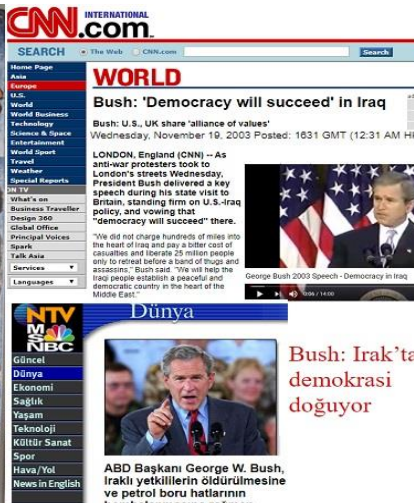 CNN.com
INTERNATIONAL
SEARCH
The Web
CNN.com
Search
Home Page
Asia
Europe
U.S.
World
World Business
Technology
Science & Space
Entertainment
World Sport
Travel
Weather
Special Reports
ON TV
What's on
Business Traveller
Design 360
Global Office
Principal Voices
Spark
Talk Asia
Services
Languages
WORLD
Bush: 'Democracy will succeed' in Iraq
Bush: U.S., UK share 'alliance of values'
Wednesday, November 19, 2003 Posted: 1631 GMT (12:31 AM H
LONDON, England (CNN) -- As
anti-war protesters took to
London's streets Wednesday,
President Bush delivered a key
speech during his state visit to
Britain, standing firm on U.S.-Iraq
policy, and vowing that
"democracy will succeed" there.
"We did not charge hundreds of miles into
the heart of Iraq and pay a bitter cost of
casualties and liberate 25 million people
only to retreat before a band of thugs and
assassins," Bush said. "We will help the
Iraqi people establish a peaceful and
democratic country in the heart of the
Middle East."
George Bush 2003 Speech - Democracy in Iraq
0:06 / 14:00
NTV
MSNBC
Güncel
Dünya
Ekonomi
Sağlık
Yaşam
Teknoloji
Kültür Sanat
Spor
Hava/Yol
News in English
Dünya
Bush: Irak'ta
demokrasi
doğuyor
ABD Başkanı George W. Bush,
Iraklı yetkililerin öldürülmesine
ve petrol boru hatlarının